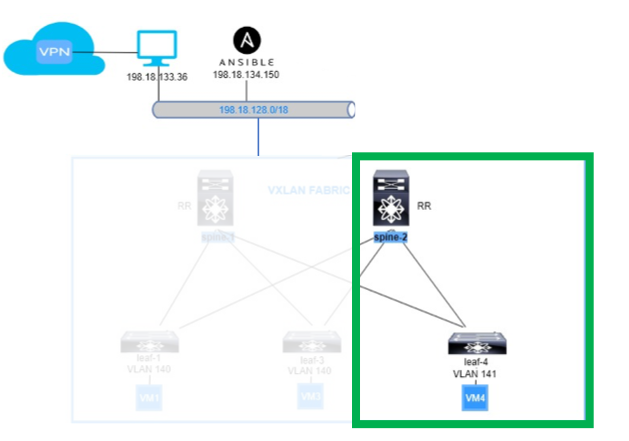 VPN
198.18.133.36
ANSIBLE
198.18.134.150
198.18.128.0/18
VXLAN FABRIC
RR
RR
spine-1
spine-2
leaf-1
VLAN 140
leaf-3
VLAN 140
leaf-4
VLAN 141
VM1
VM3
VM4